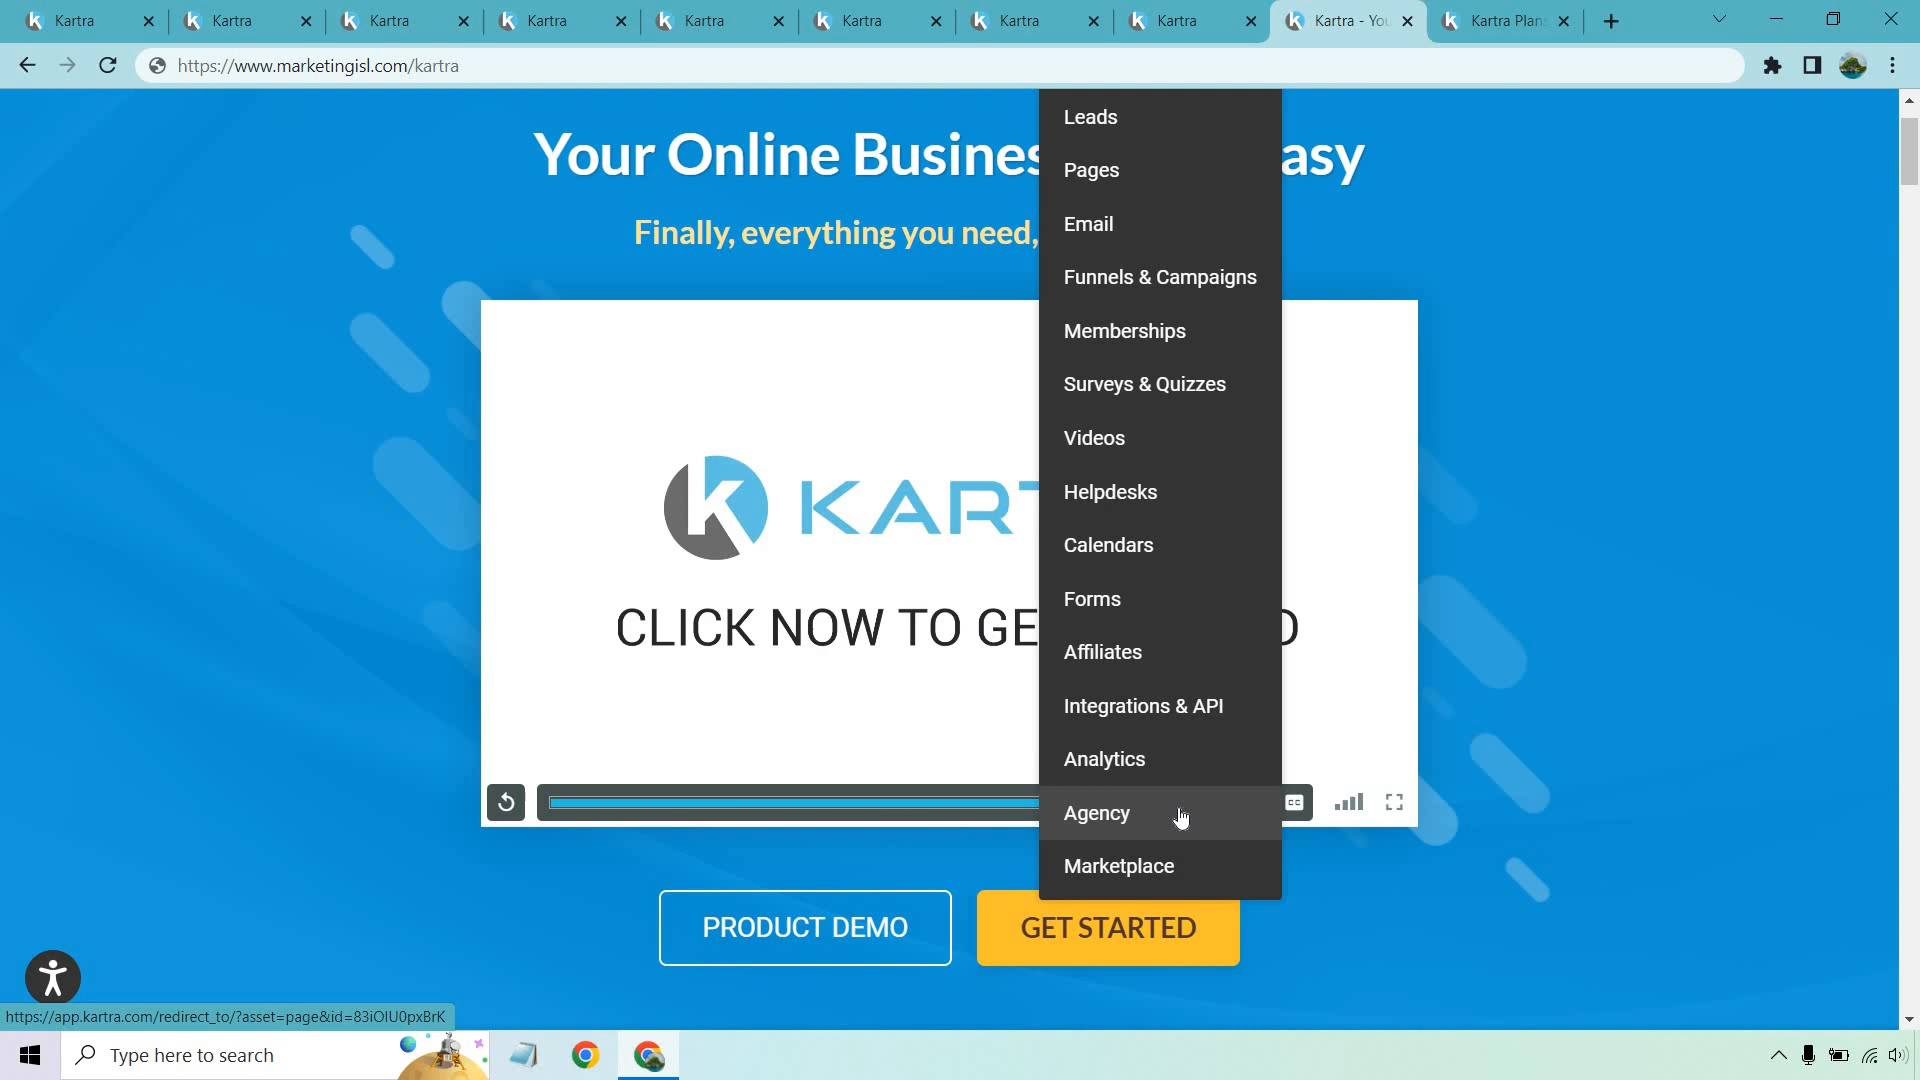 Kartra
Kartra
Kartra
Kartra
Kartra
Kartra
Kartra
Kartra
Kartra - You
Kartra Plans
https://www.marketingisl.com/kartra
Your Online Busines
asy
Finally, everything you need,
KART
CLICK NOW TO GE
D
Leads
Pages
Email
Funnels & Campaigns
Memberships
Surveys & Quizzes
Videos
Helpdesks
Calendars
Forms
Affiliates
Integrations & API
Analytics
Agency
Marketplace
CC
PRODUCT DEMO
GET STARTED
https://app.kartra.com/redirect_to/?asset=page&id=83iOIU0pxBrK
Type here to search